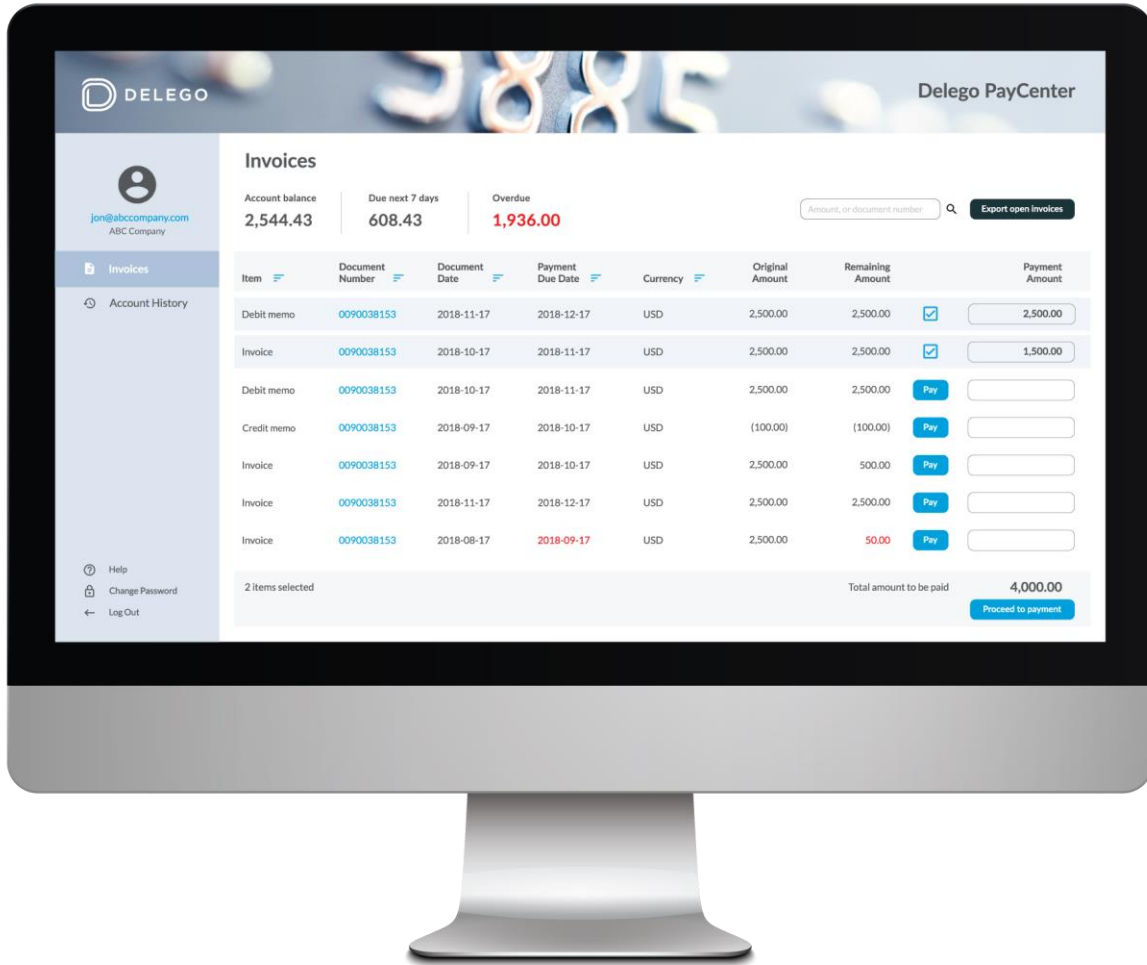 DELEGO
Delego PayCenter
jon@abccompany.com
ABC Company
Invoices
Account History
Help
Change Password
Log Out
Invoices
Account balance Due next 7 days Overdue
2,544.43 608.43 1,936.00
Amount, or document number Export open invoices
Item Document Number Document Date Payment Due Date Currency Original Amount Remaining Amount Payment Amount
Debit memo 0090038153 2018-11-17 2018-12-17 USD 2,500.00 2,500.00 2,500.00
Invoice 0090038153 2018-10-17 2018-11-17 USD 2,500.00 2,500.00 1,500.00
Debit memo 0090038153 2018-10-17 2018-11-17 USD 2,500.00 2,500.00 Pay
Credit memo 0090038153 2018-09-17 2018-10-17 USD (100.00) (100.00) Pay
Invoice 0090038153 2018-09-17 2018-10-17 USD 2,500.00 500.00 Pay
Invoice 0090038153 2018-11-17 2018-12-17 USD 2,500.00 2,500.00 Pay
Invoice 0090038153 2018-08-17 2018-09-17 USD 2,500.00 50.00 Pay
2 items selected Total amount to be paid 4,000.00
Proceed to payment